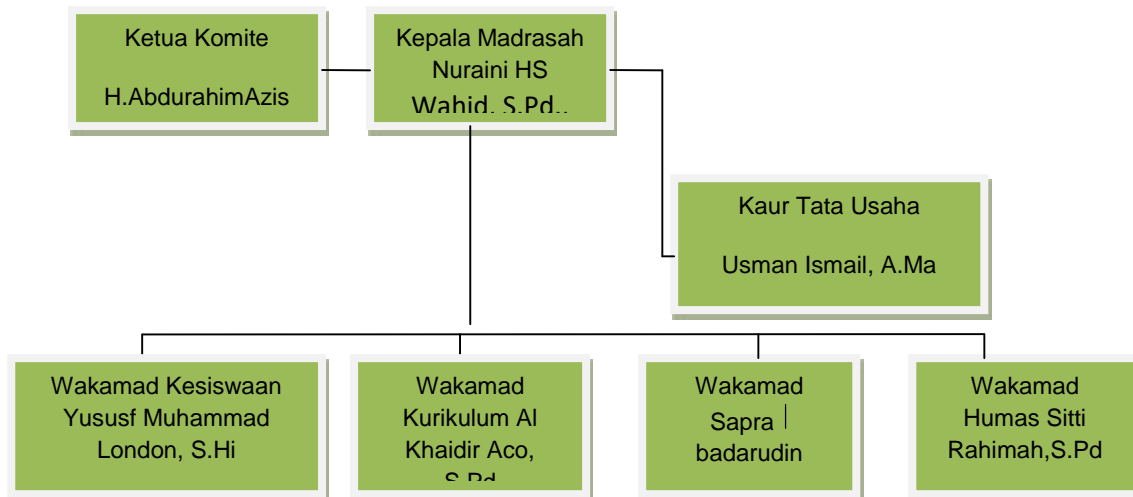 Ketua Komite
H.AbdurahimAzis
Kepala Madrasah
Nuraini HS
Wahid, S.Pd.,
Kaur Tata Usaha
Usman Ismail, A.Ma
Wakamad Kesiswaan
Yususf Muhammad
London, S.Hi
Wakamad
Kurikulum Al
Khaidir Aco,
S.Pd
Wakamad
Sapra
badarudin
Wakamad
Humas Sitti
Rahimah,S.Pd